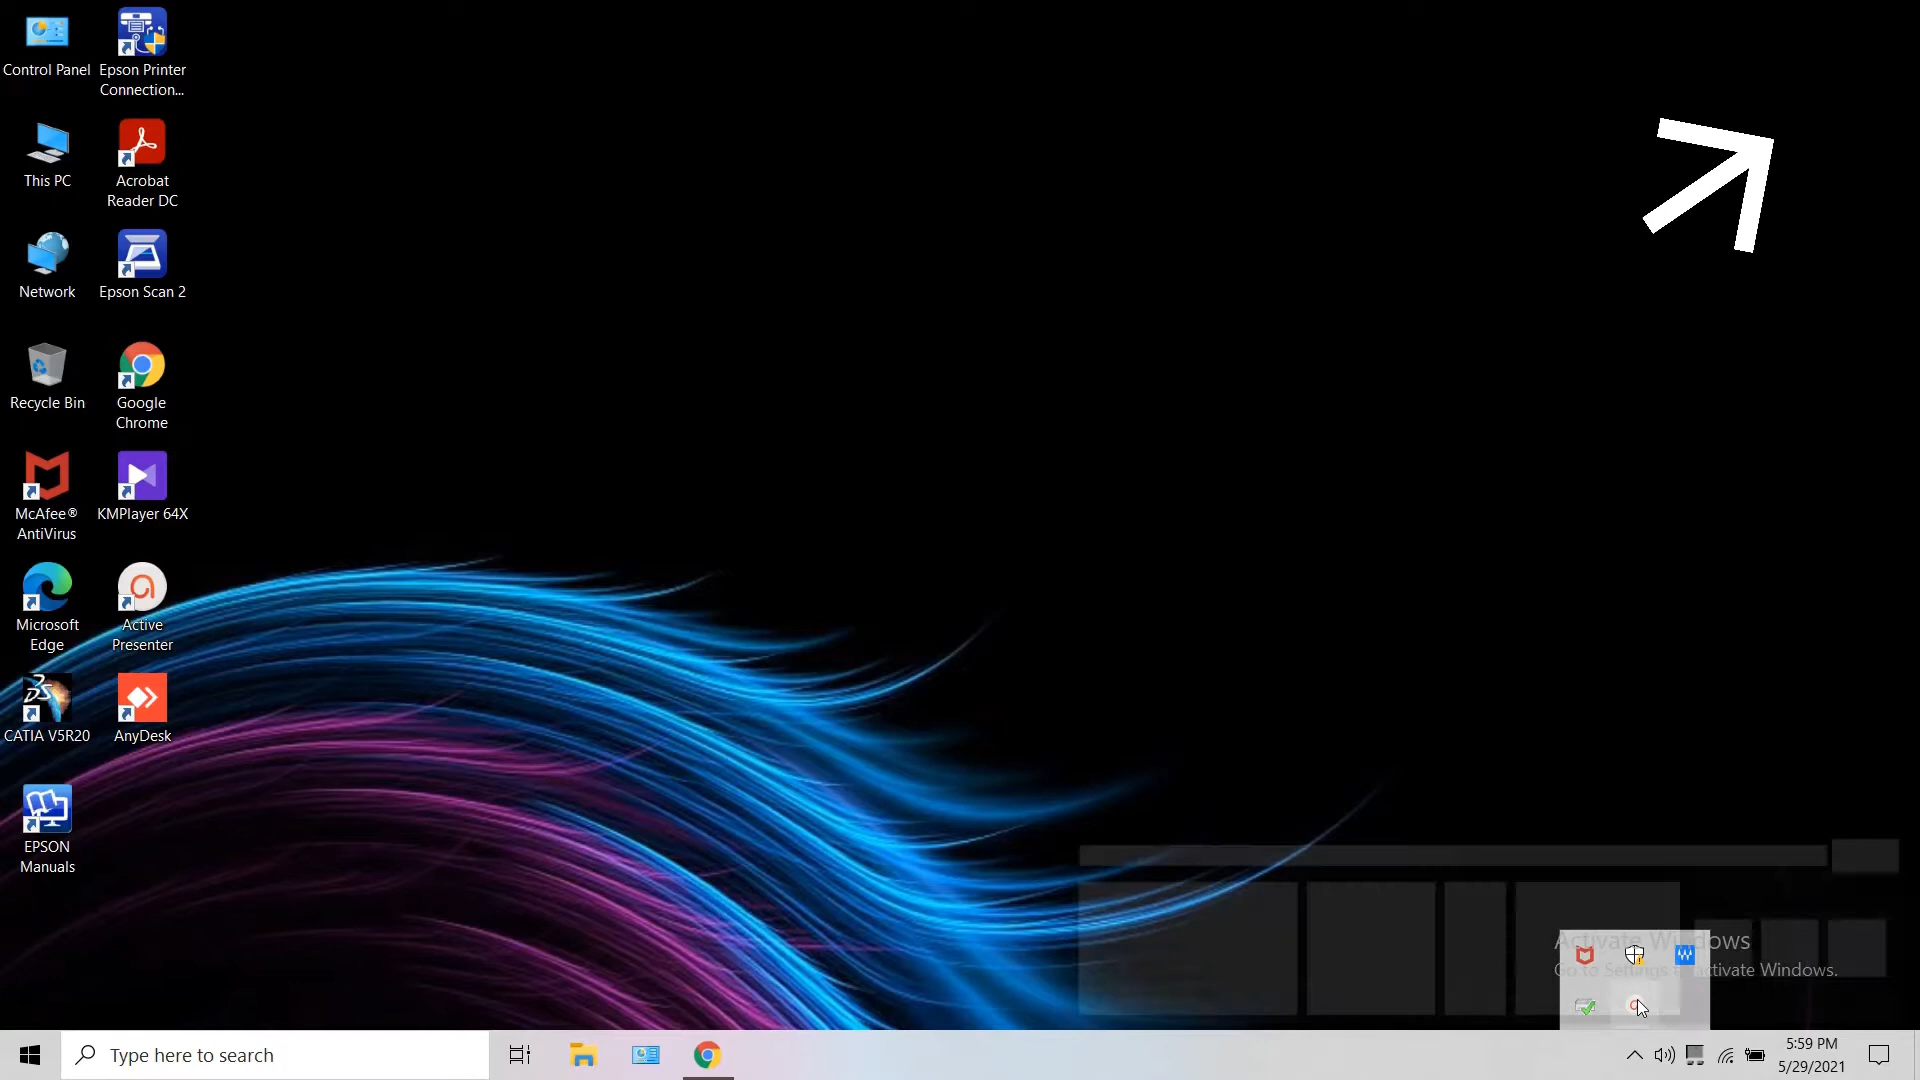 Control Panel
Epson Printer
Connection...
This PC
Acrobat
Reader DC
Network
Epson Scan 2
Recycle Bin
Google
Chrome
McAfee®
AntiVirus
KMPlayer 64X
Microsoft
Edge
Active
Presenter
CATIA V5R20
AnyDesk
EPSON
Manuals
Activate Windows
Go to Settings to activate Windows.
Type here to search
5:59 PM
5/29/2021